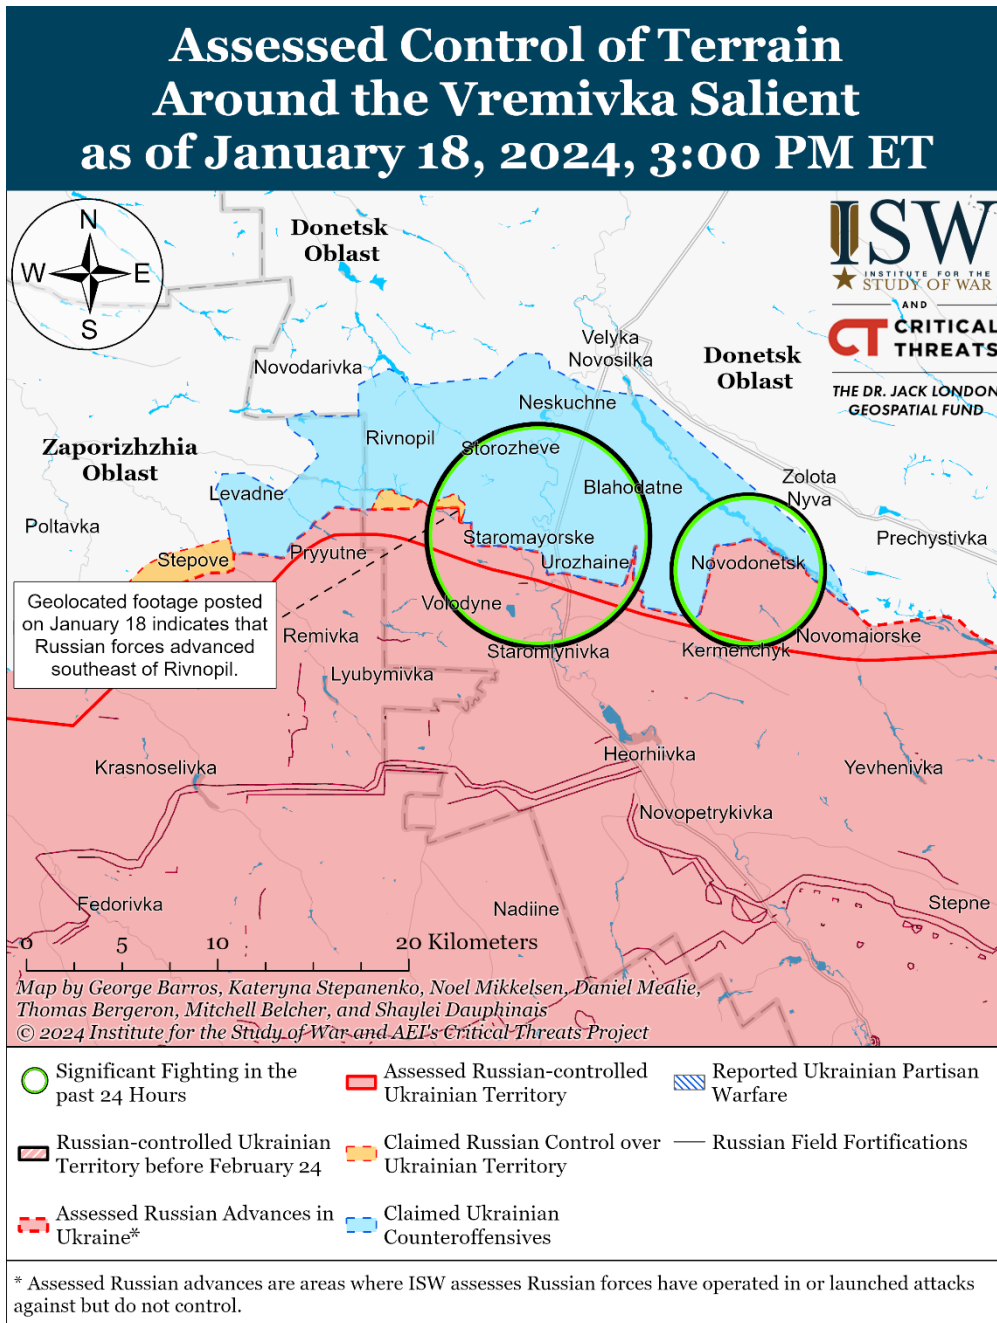 Assessed Control of Terrain
Around the Vremivka Salient
as of January 18, 2024, 3:00 PM ET
N
W E
S
Donetsk
Oblast
ISW
INSTITUTE FOR THE
STUDY OF WAR
AND
CT CRITICAL
THREATS
THE DR. JACK LONDON
GEOSPATIAL FUND
Velyka
Novosilka
Donetsk
Oblast
Novodarivka
Neskuchne
Rivnopil
Storozheve
Zaporizhzhia
Oblast
Levadne
Blahodatne
Zolota
Nyva
Poltavka
Prechystivka
Stepove
Pryyutne
Staromayorske
Urozhaine
Novodonetsk
Geolocated footage posted
on January 18 indicates that
Russian forces advanced
southeast of Rivnopil.
Volodyne
Remivka
Staromlynivka
Kermenchyk
Novomaiorske
Lyubymivka
Heorhiivka
Krasnoselivka
Yevhenivka
Novopetrykivka
Fedorivka
Nadiine
Stepne
0 5 10 20 Kilometers
Map by George Barros, Kateryna Stepanenko, Noel Mikkelsen, Daniel Mealie,
Thomas Bergeron, Mitchell Belcher, and Shaylei Dauphinais
© 2024 Institute for the Study of War and AEI's Critical Threats Project
Significant Fighting in the
past 24 Hours
Assessed Russian-controlled
Ukrainian Territory
Reported Ukrainian Partisan
Warfare
Russian-controlled Ukrainian
Territory before February 24
Claimed Russian Control over
Ukrainian Territory
Russian Field Fortifications
Assessed Russian Advances in
Ukraine*
Claimed Ukrainian
Counteroffensives
* Assessed Russian advances are areas where ISW assesses Russian forces have operated in or launched attacks
against but do not control.